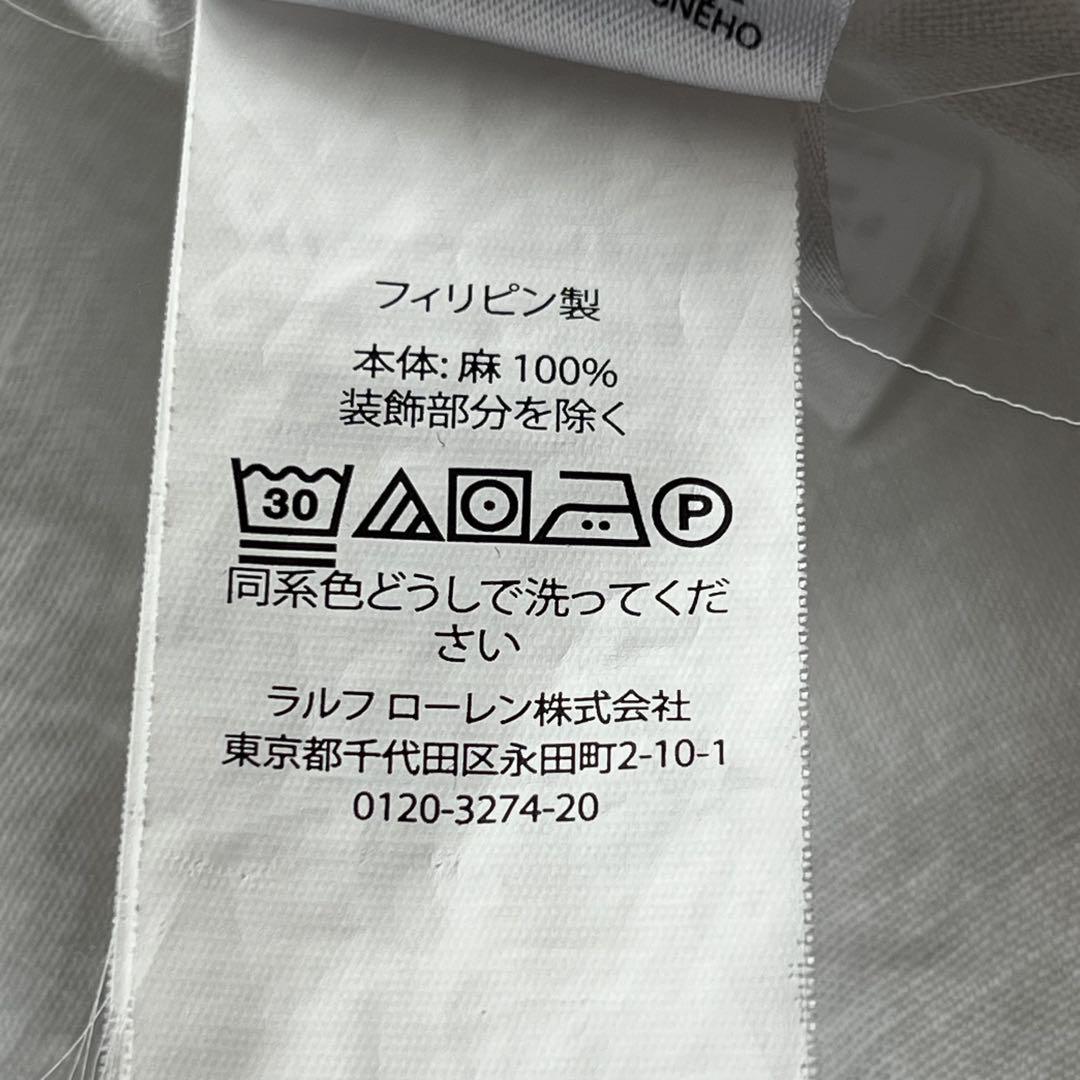 フィリピン製
本体: 麻 100%
装飾部分を除く
30
P
同系色どうしで洗ってくだ
さい
ラルフ ローレン株式会社
東京都千代田区永田町2-10-1
0120-3274-20